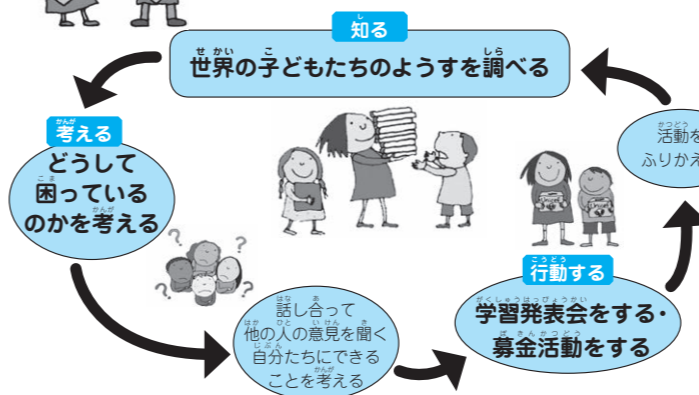 知る
世界の子どもたちのようすを調べる
考える
どうして
困っている
のかを考える
話し合って
他の人の意見を聞く
自分たちにできる
ことを考える
行動する
学習発表会をする・
募金活動をする
活動を
ふりかえ